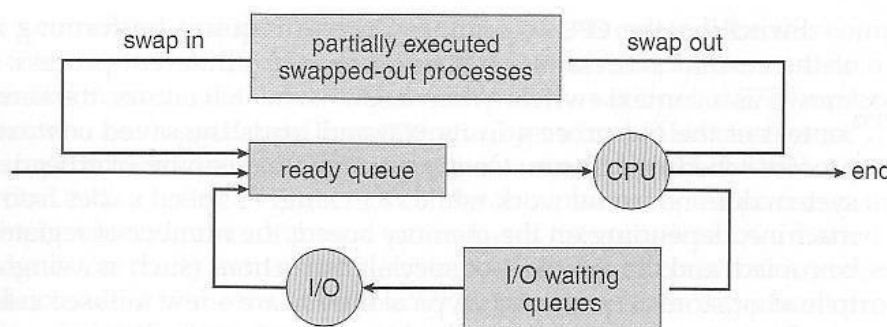 swap in
partially executed
swapped-out processes
swap out
ready queue
CPU
end
I/O
I/O waiting
queues